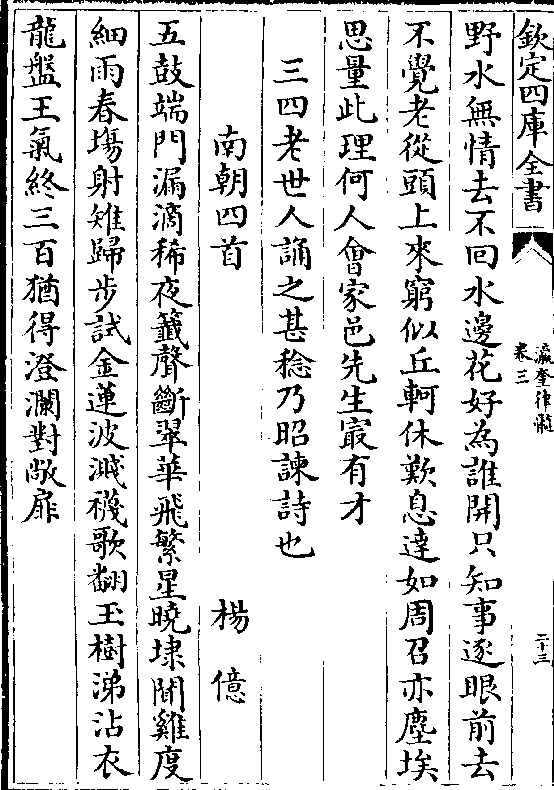 欽定四庫全書
瀛奎律髓
卷三
二十三
野水無情去不回水邊花好為誰開只知事逐眼前去
不覺老從頭上來窮似丘軻休歎息達如周召亦塵埃
思量此理何人會家邑先生冣有才
三四老世人誦之甚稔乃昭諫詩也
南朝四首
楊億
五鼓端門漏滴稀夜籖聲斷翠華飛繁星曉埭聞雞度
細雨春場射雉歸步試金蓮波濺襪歌翻玉樹涕沾衣
龍盤王氣終三百猶得澄瀾對敞扉